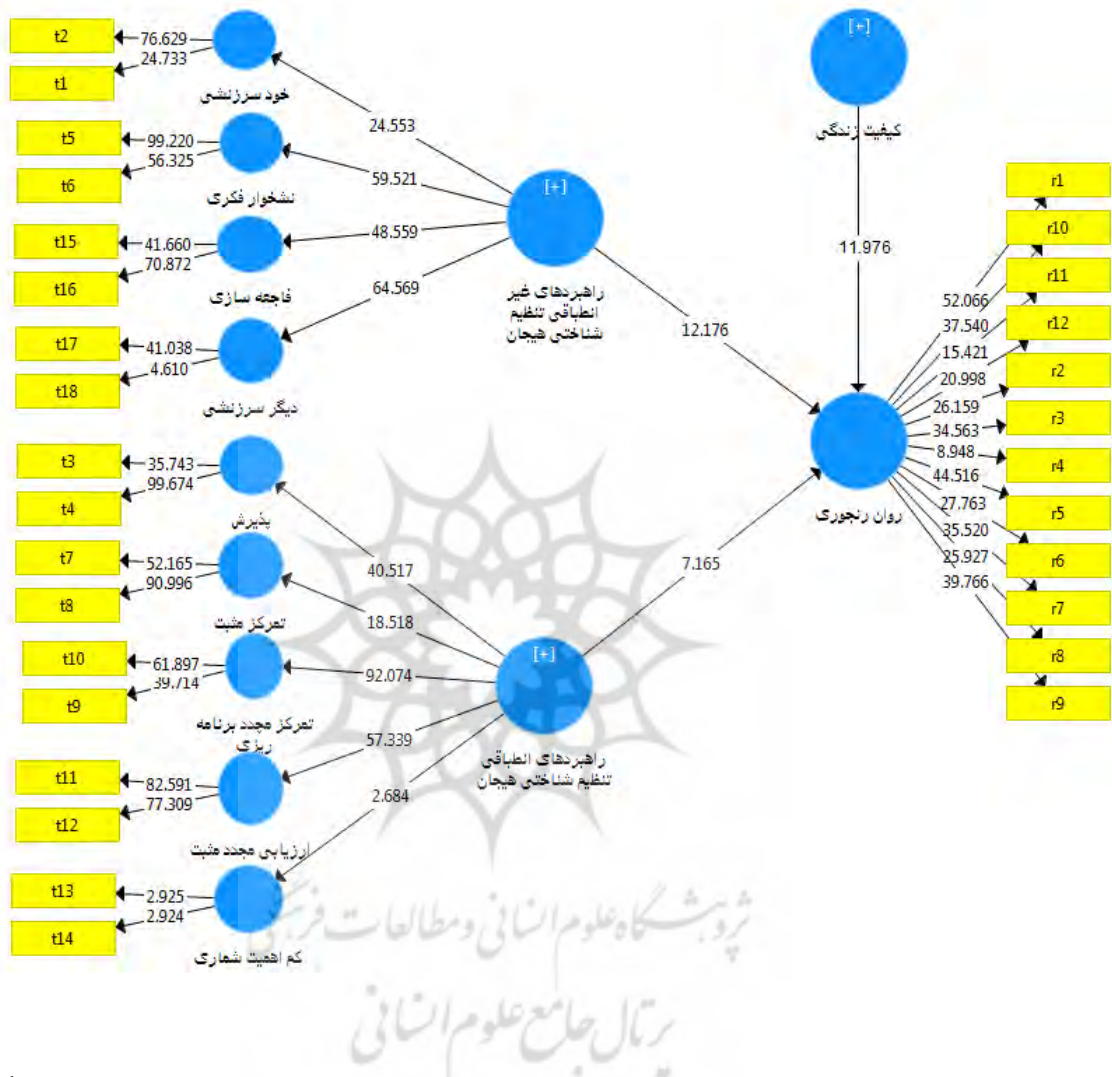 t2
76.629
24.733
t1
خود سرزنشی
t5
99.220
56.325
t6
نشخوار فکری
t15
41.660
70.872
t16
فاجعه سازی
t17
41.038
4.610
t18
دیگر سرزنشی
t3
35.743
99.674
t4
پذیرش
t7
52.165
90.996
t8
تمرکز مثبت
t10
61.897
39.714
t9
تمرکز مجدد برنامه
ریزی
t11
82.591
77.309
t12
ارزیابی مجدد مثبت
t13
2.925
2.924
t14
کم اهمیت شماری
24.553
59.521
48.559
64.569
[+]
راهبردهای غیر
انطباقی تنظیم
شناختی هیجان
40.517
18.518
92.074
57.339
2.684
[+]
راهبردهای انطباقی
تنظیم شناختی هیجان
[+]
کیفیت زندگی
11.976
12.176
7.165
روان رنجوری
52.066
37.540
15.421
20.998
26.159
34.563
8.948
44.516
27.763
35.520
25.927
39.766
r1
r10
r11
r12
r2
r3
r4
r5
r6
r7
r8
r9
پژوهشگاه علوم انسانی و مطالعات فرهنگی
پرتال جامع علوم انسانی